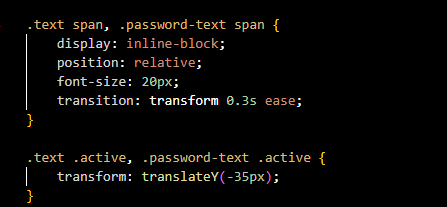 .text span, .password-text span {
    display: inline-block;
    position: relative;
    font-size: 20px;
    transition: transform 0.3s ease;
}

.text .active, .password-text .active {
    transform: translateY(-35px);
}